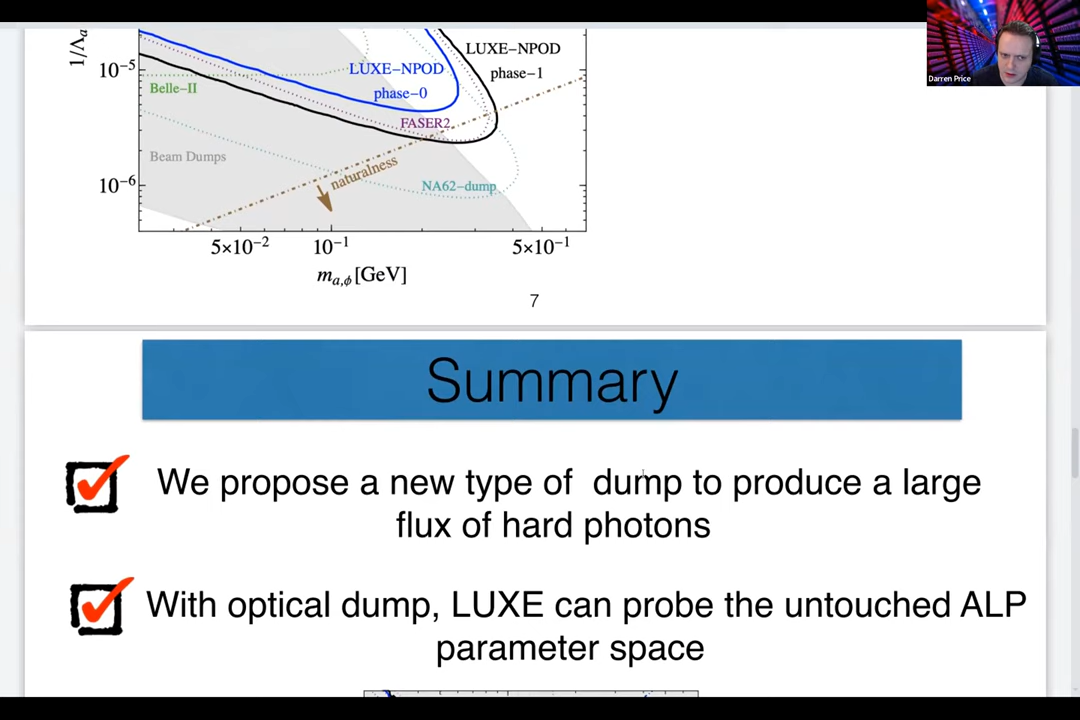 1/Λₐ
10⁻⁵
10⁻⁶
Belle–II
Beam Dumps
LUXE–NPOD
phase–0
LUXE–NPOD
phase–1
FASER2
naturalness
NA62–dump
5×10⁻²
10⁻¹
5×10⁻¹
mₐ,ᵩ [GeV]
7
Darren Price
Summary
We propose a new type of dump to produce a large
flux of hard photons
With optical dump, LUXE can probe the untouched ALP
parameter space